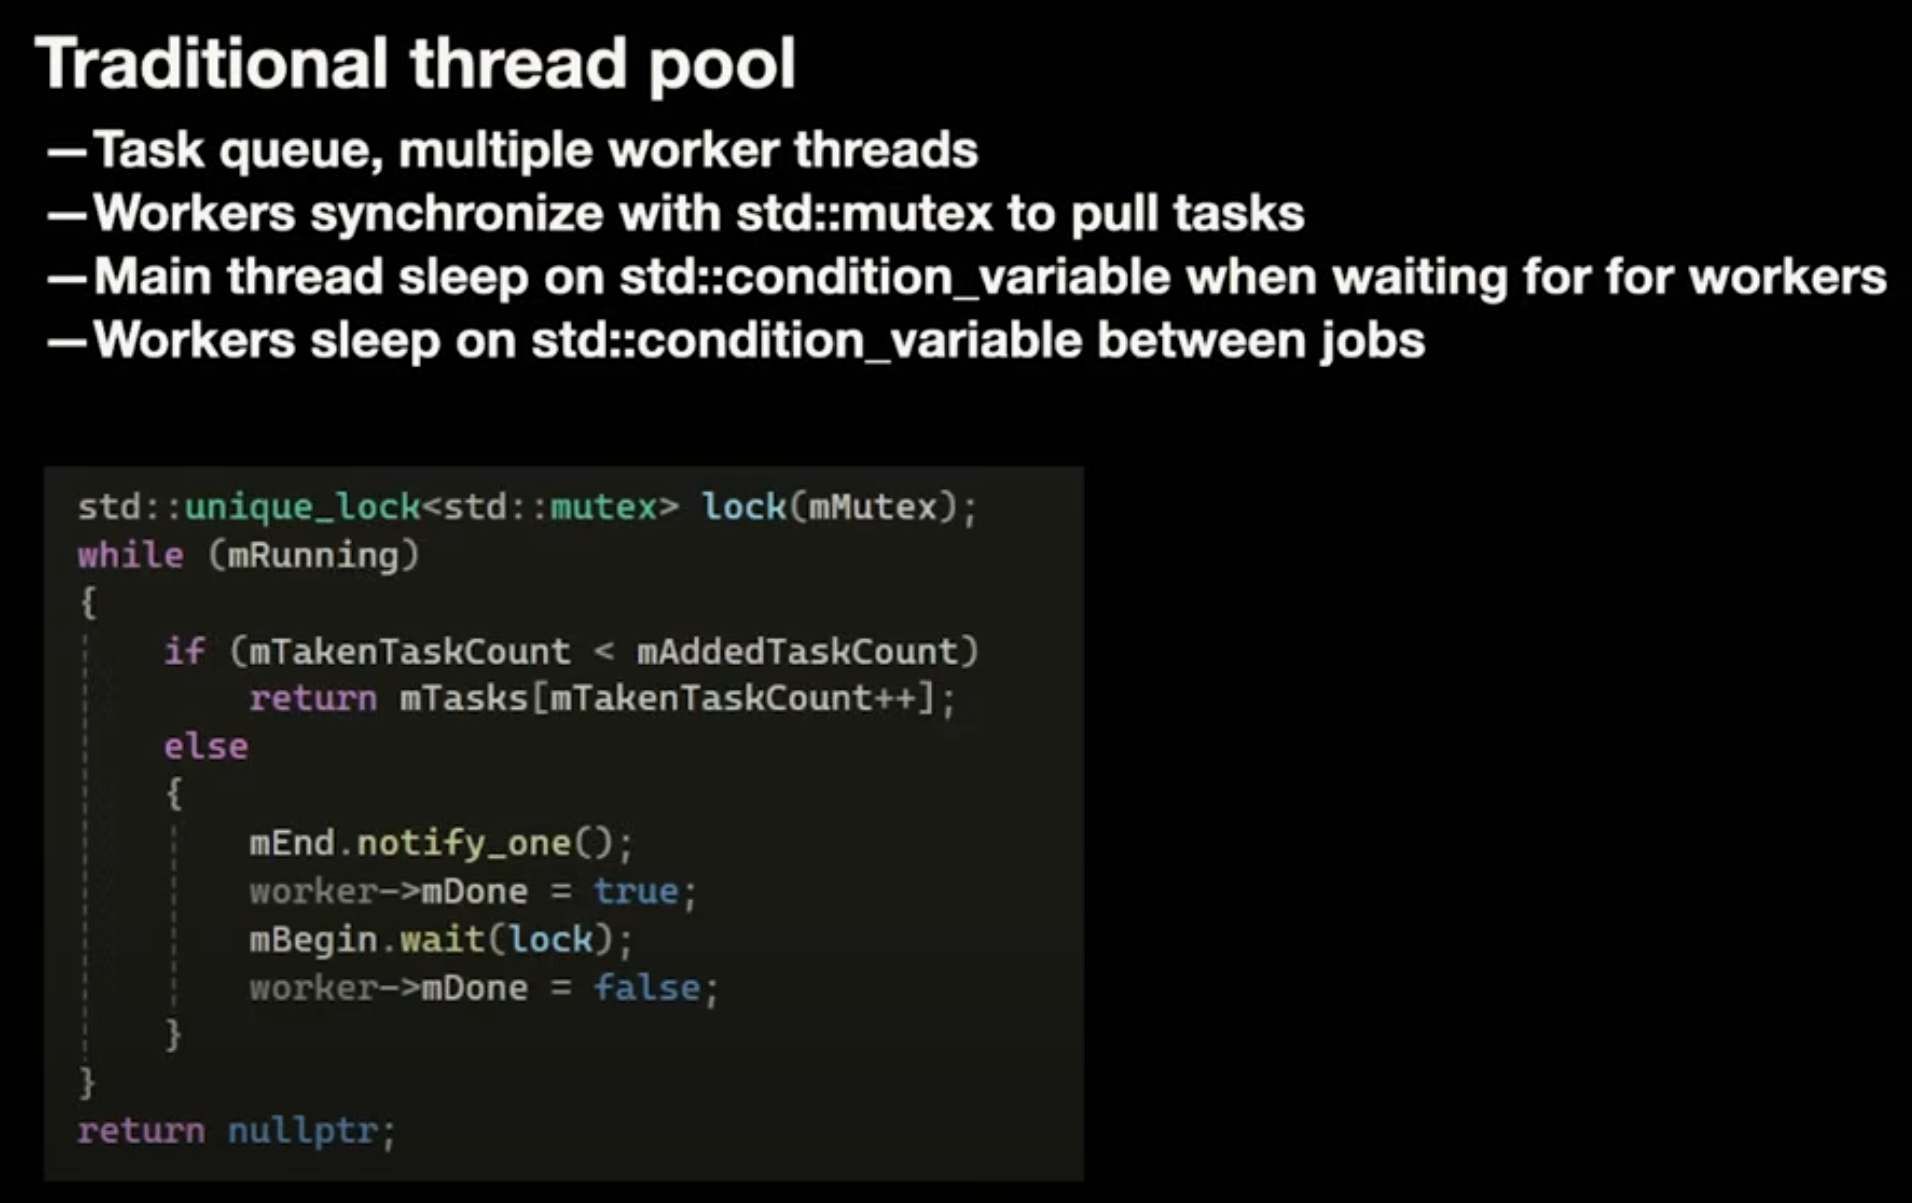 Traditional thread pool
—Task queue, multiple worker threads
—Workers synchronize with std::mutex to pull tasks
—Main thread sleep on std::condition_variable when waiting for for workers
—Workers sleep on std::condition_variable between jobs
std::unique_lock<std::mutex> lock(mMutex);
while (mRunning)
{
    if (mTakenTaskCount < mAddedTaskCount)
        return mTasks[mTakenTaskCount++];
    else
    {
        mEnd.notify_one();
        worker->mDone = true;
        mBegin.wait(lock);
        worker->mDone = false;
    }
}
return nullptr;